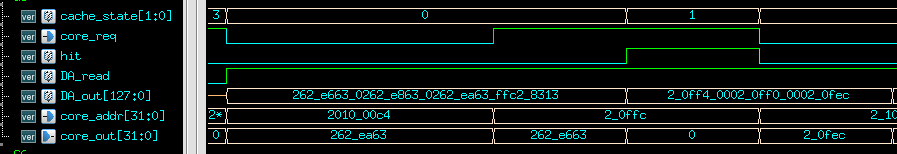 ver cache_state[1:0] 3 0 1
ver core_req
ver hit
ver DA_read
ver DA_out[127:0] 262_e663_0262_e863_0262_ea63_ffc2_8313 2_0ff4_0002_0ff0_0002_0fec
ver core_addr[31:0] 2* 2010_00c4 2_0ffc 2_10
ver core_out[31:0] 0 262_ea63 262_e663 0 2_0fec